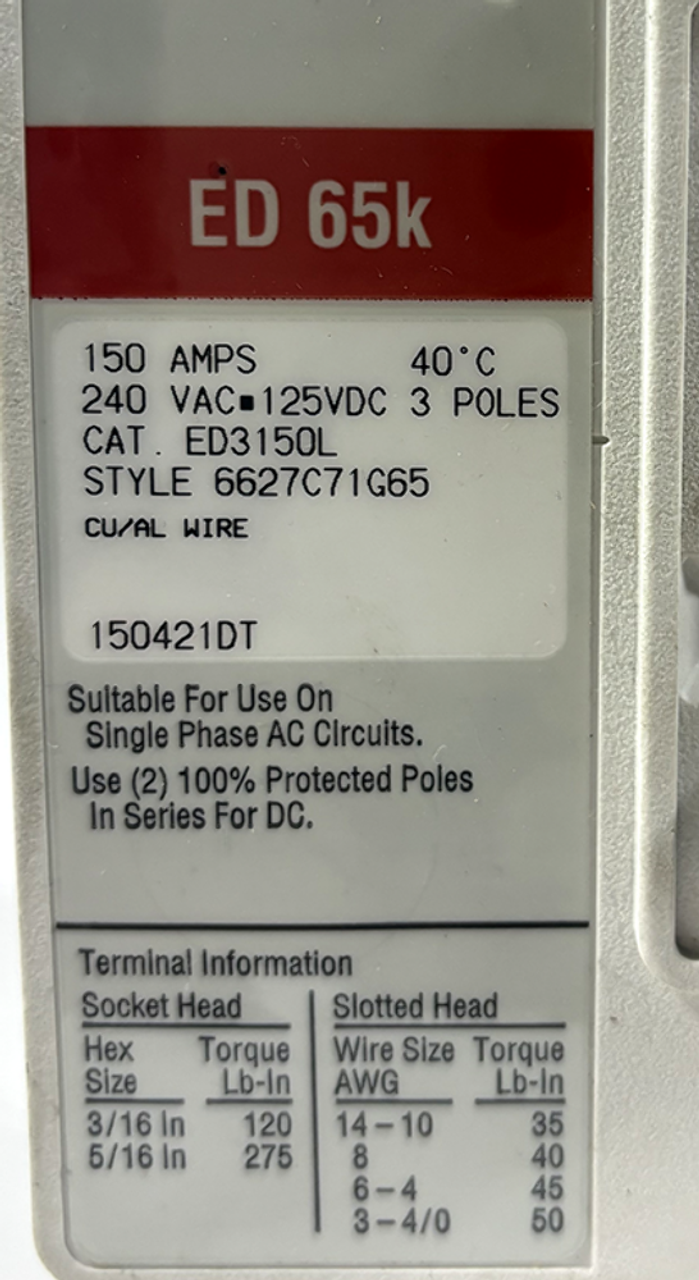 ED 65k
150 AMPS 40°C
240 VAC▪125VDC 3 POLES
CAT. ED3150L
STYLE 6627C71G65
CU/AL WIRE
150421DT
Suitable For Use On
Single Phase AC Circuits.
Use (2) 100% Protected Poles
In Series For DC.
Terminal Information
Socket Head Slotted Head
Hex Torque Wire Size Torque
Size Lb-In AWG Lb-In
3/16 In 120 14-10 35
5/16 In 275 8 40
6-4 45
3-4/0 50